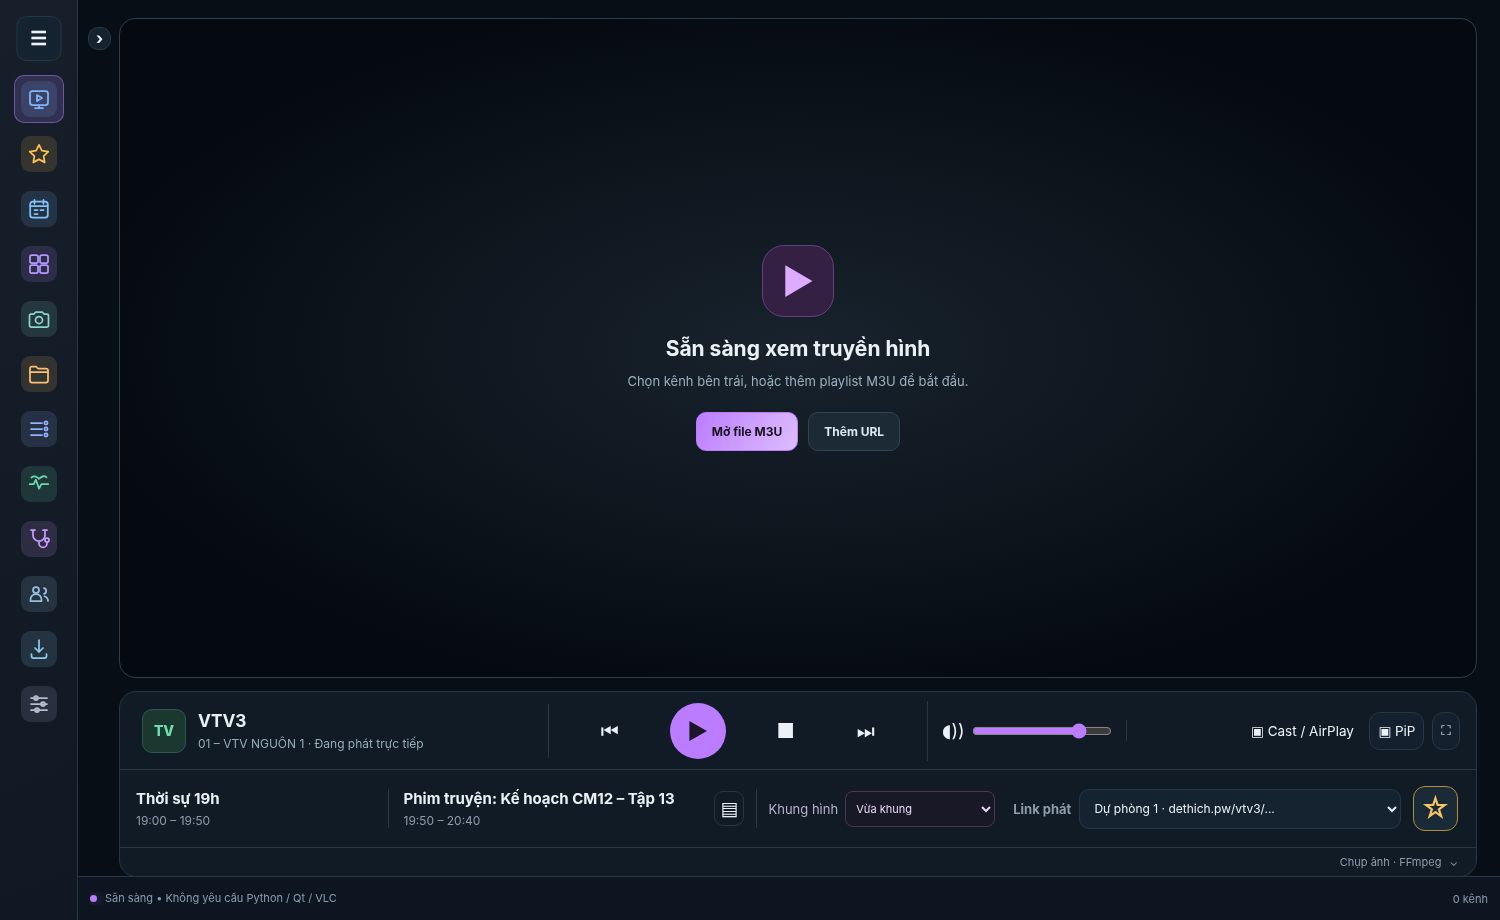 Sẵn sàng xem truyền hình
Chọn kênh bên trái, hoặc thêm playlist M3U để bắt đầu.
Mở file M3U
Thêm URL
TV
VTV3
01 – VTV NGUỒN 1 · Đang phát trực tiếp
Cast / AirPlay
PiP
Thời sự 19h
19:00 – 19:50
Phim truyện: Kế hoạch CM12 – Tập 13
19:50 – 20:40
Khung hình
Vừa khung
Link phát
Dự phòng 1 · dethich.pw/vtv3/...
Chụp ảnh · FFmpeg
Sẵn sàng • Không yêu cầu Python / Qt / VLC
0 kênh